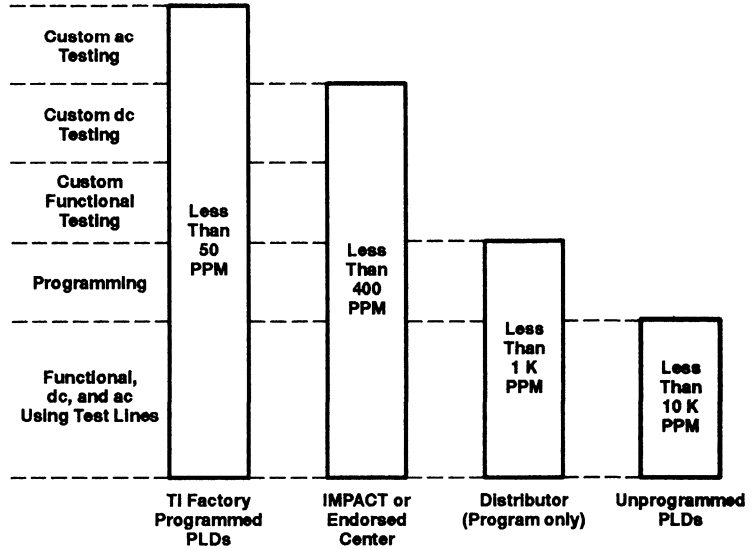 Custom ac
Testing
Custom dc
Testing
Custom
Functional
Testing
Programming
Functional,
dc, and ac
Using Test Lines
Less
Than
50
PPM
Less
Than
400
PPM
Less
Than
1 K
PPM
Less
Than
10 K
PPM
TI Factory
Programmed
PLDs
IMPACT or
Endorsed
Center
Distributor
(Program only)
Unprogrammed
PLDs